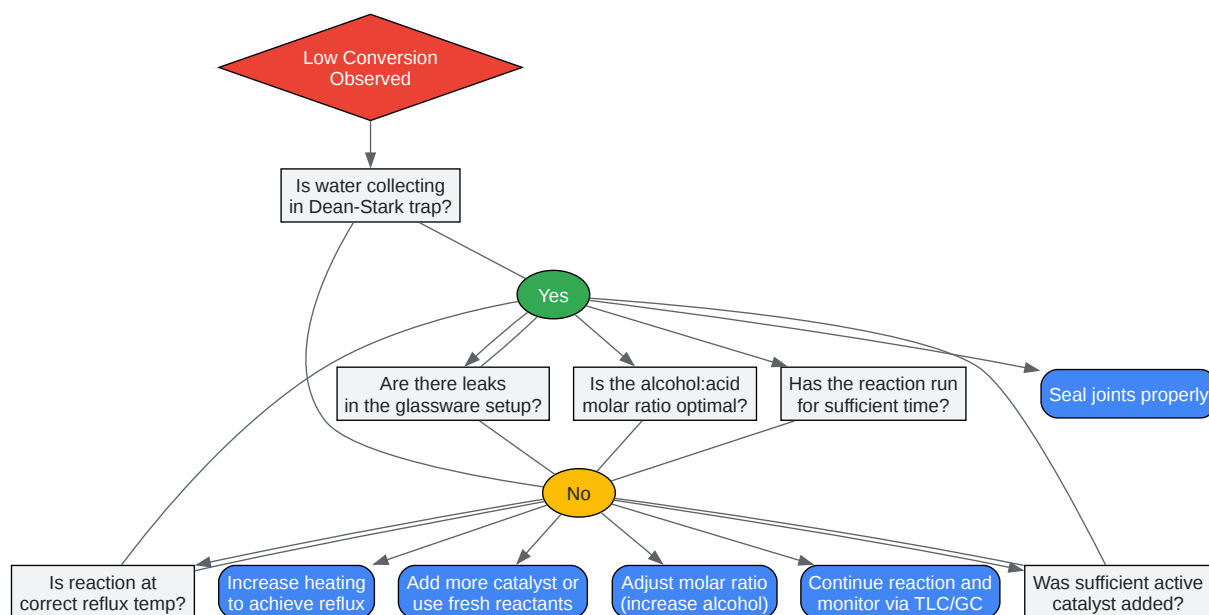 Low Conversion
Observed
Is water collecting
in Dean-Stark trap?
Yes
Are there leaks
in the glassware setup?
Is the alcohol:acid
molar ratio optimal?
Has the reaction run
for sufficient time?
Seal joints properly
No
Is reaction at
correct reflux temp?
Increase heating
to achieve reflux
Add more catalyst or
use fresh reactants
Adjust molar ratio
(increase alcohol)
Continue reaction and
monitor via TLC/GC
Was sufficient active
catalyst added?